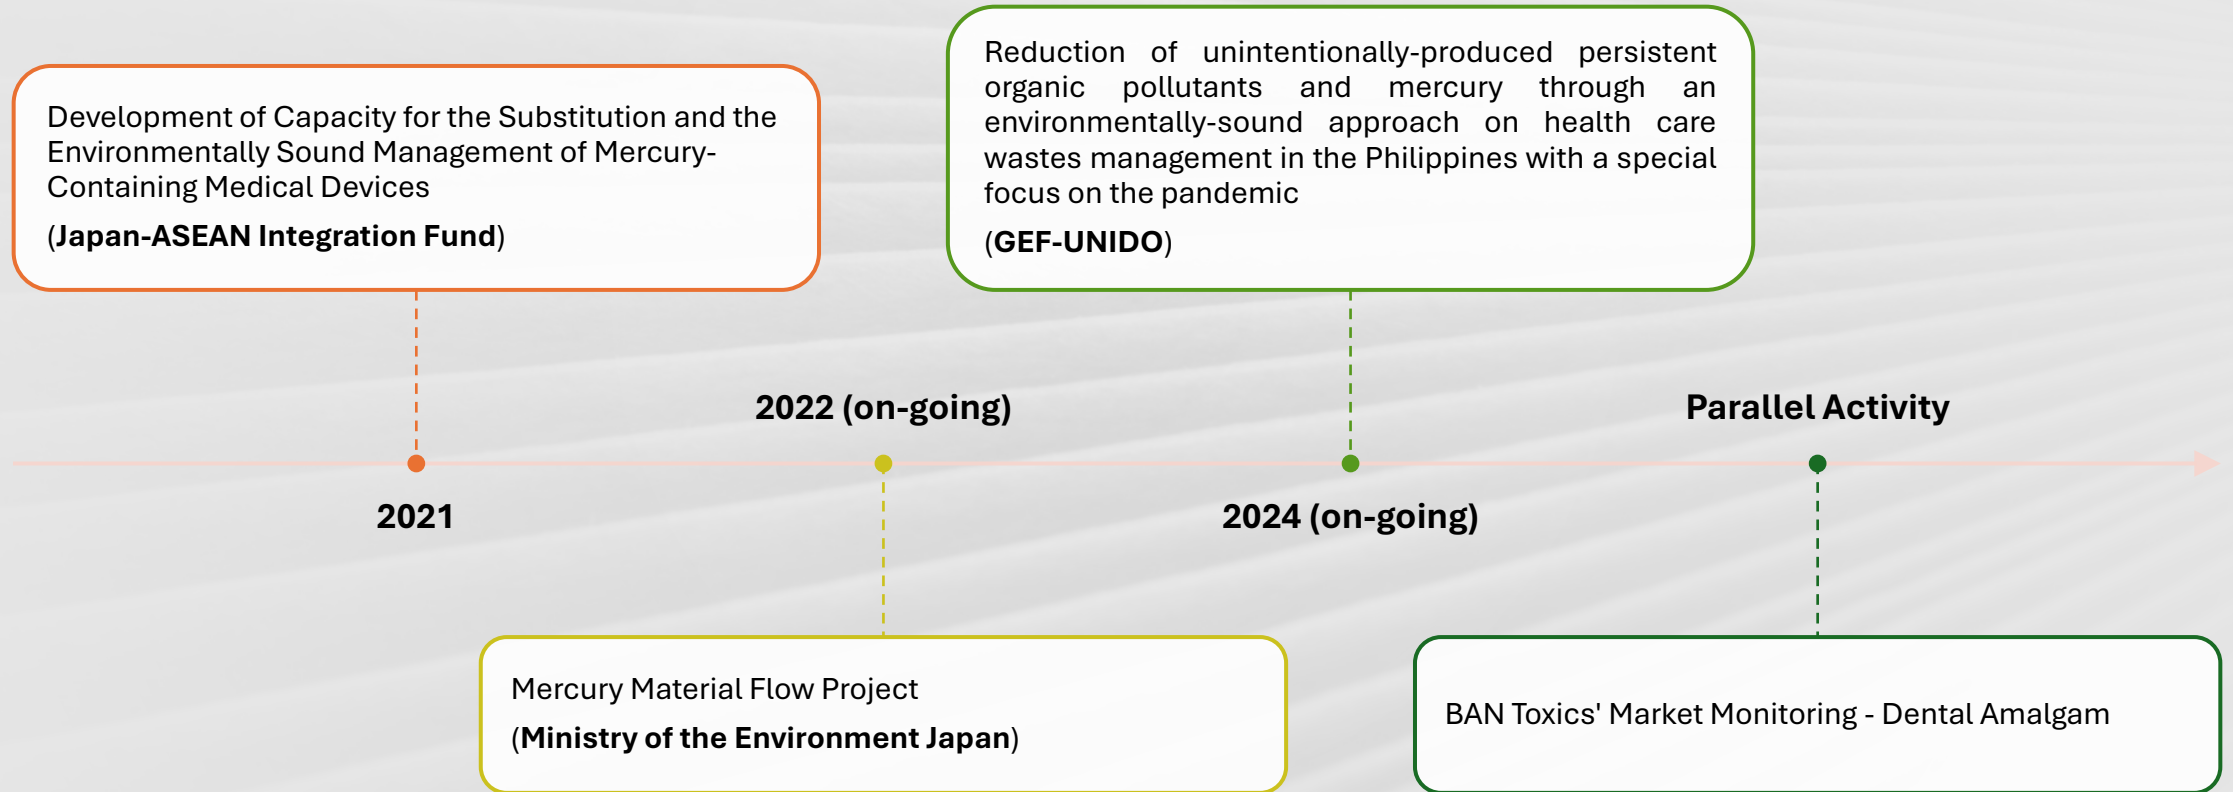 Development of Capacity for the Substitution and the
Environmentally Sound Management of Mercury-
Containing Medical Devices
(Japan-ASEAN Integration Fund)
2021
2022 (on-going)
Mercury Material Flow Project
(Ministry of the Environment Japan)
Reduction of unintentionally-produced persistent
organic pollutants and mercury through an
environmentally-sound approach on health care
wastes management in the Philippines with a special
focus on the pandemic
(GEF-UNIDO)
2024 (on-going)
Parallel Activity
BAN Toxics' Market Monitoring - Dental Amalgam